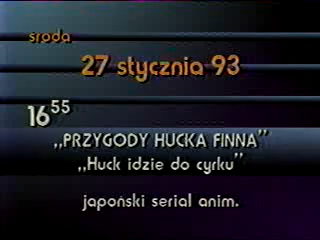 środa
27 stycznia 93
16⁵⁵
„PRZYGODY HUCKA FINNA”
„Huck idzie do cyrku”
japoński serial anim.